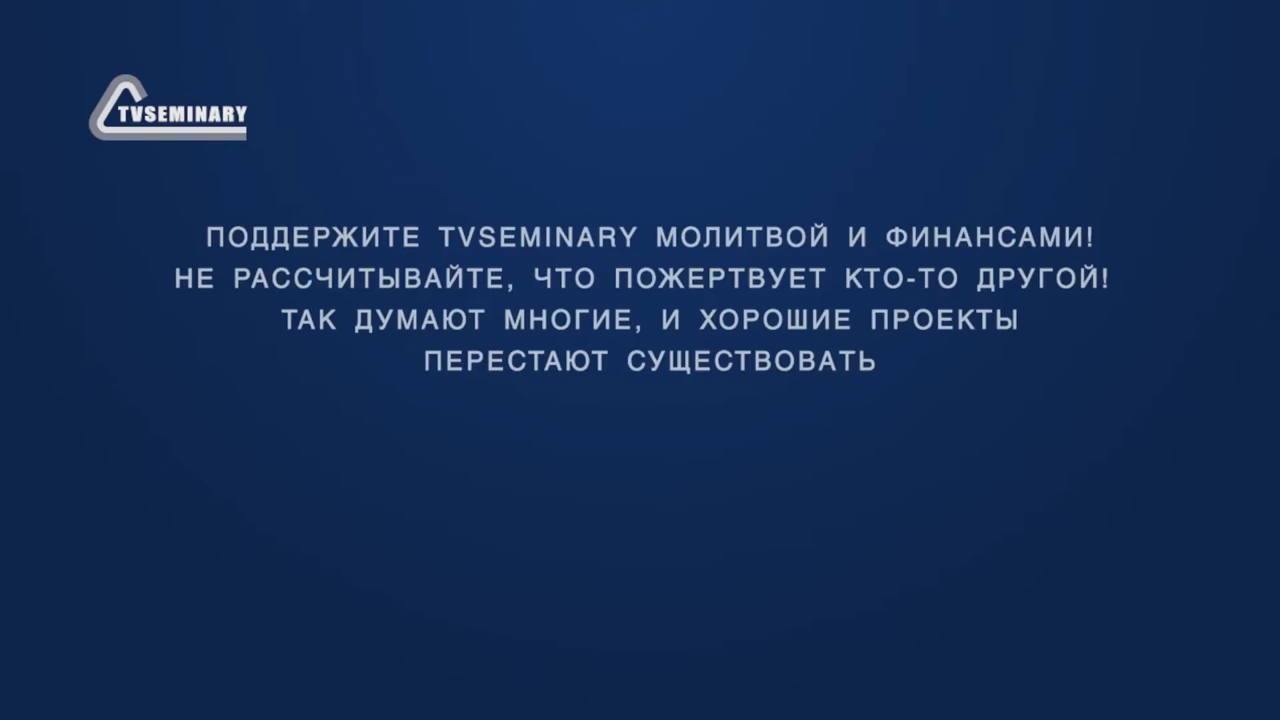 TVSEMINARY
ПОДДЕРЖИТЕ TVSEMINARY МОЛИТВОЙ И ФИНАНСАМИ!
НЕ РАССЧИТЫВАЙТЕ, ЧТО ПОЖЕРТВУЕТ КТО-ТО ДРУГОЙ!
ТАК ДУМАЮТ МНОГИЕ, И ХОРОШИЕ ПРОЕКТЫ
ПЕРЕСТАЮТ СУЩЕСТВОВАТЬ